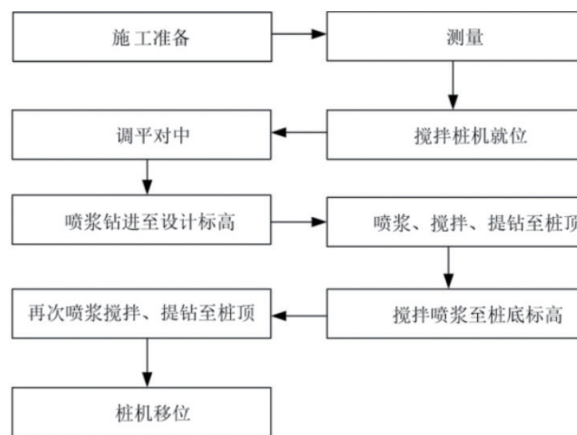 施工准备
测量
搅拌桩机就位
调平对中
喷浆钻进至设计标高
喷浆、搅拌、提钻至桩顶
搅拌喷浆至桩底标高
再次喷浆搅拌、提钻至桩顶
桩机移位